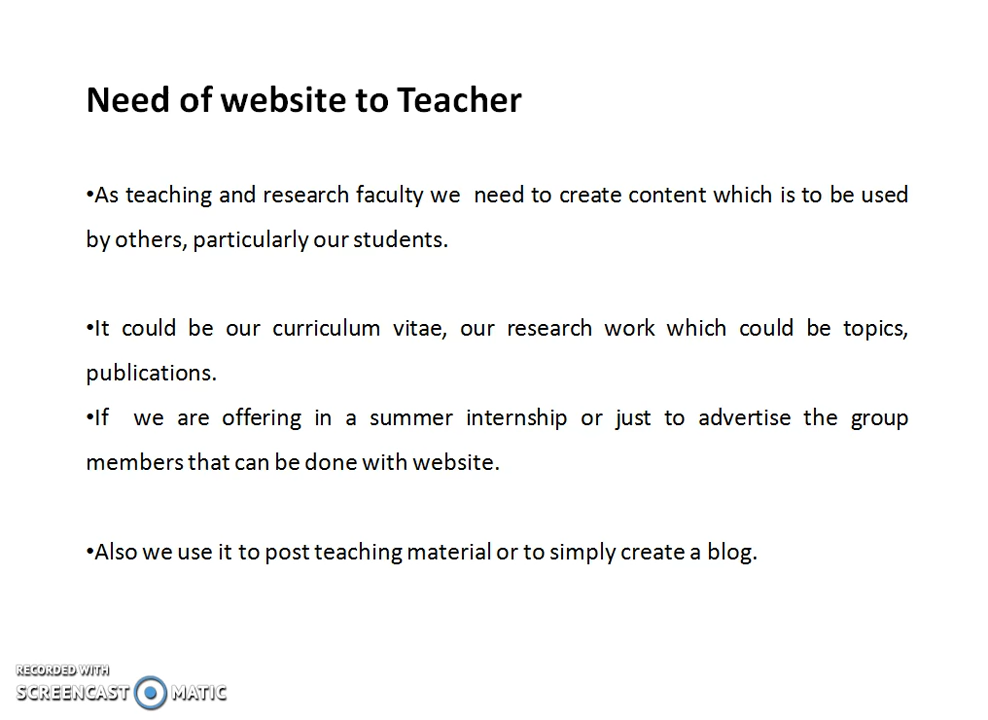 Need of website to Teacher
•As teaching and research faculty we need to create content which is to be used
by others, particularly our students.
•It could be our curriculum vitae, our research work which could be topics,
publications.
•If we are offering in a summer internship or just to advertise the group
members that can be done with website.
•Also we use it to post teaching material or to simply create a blog.
RECORDED WITH
SCREENCAST MATIC